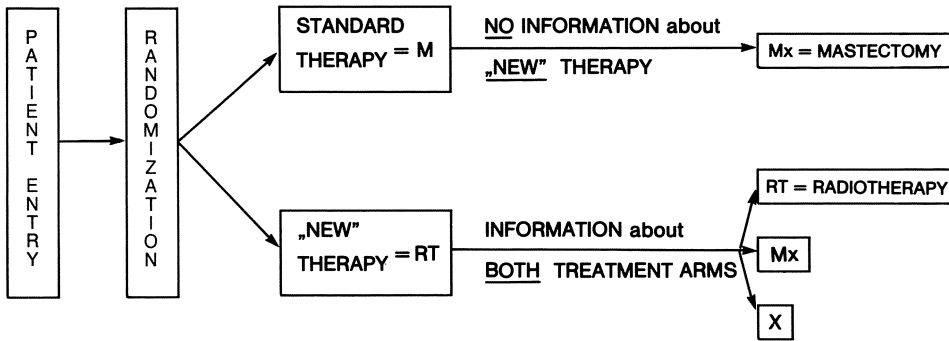 PATIENT ENTRY
RANDOMIZATION
STANDARD
THERAPY = M
NO INFORMATION about
„NEW” THERAPY
Mx = MASTECTOMY
„NEW”
THERAPY = RT
INFORMATION about
BOTH TREATMENT ARMS
RT = RADIOTHERAPY
Mx
X